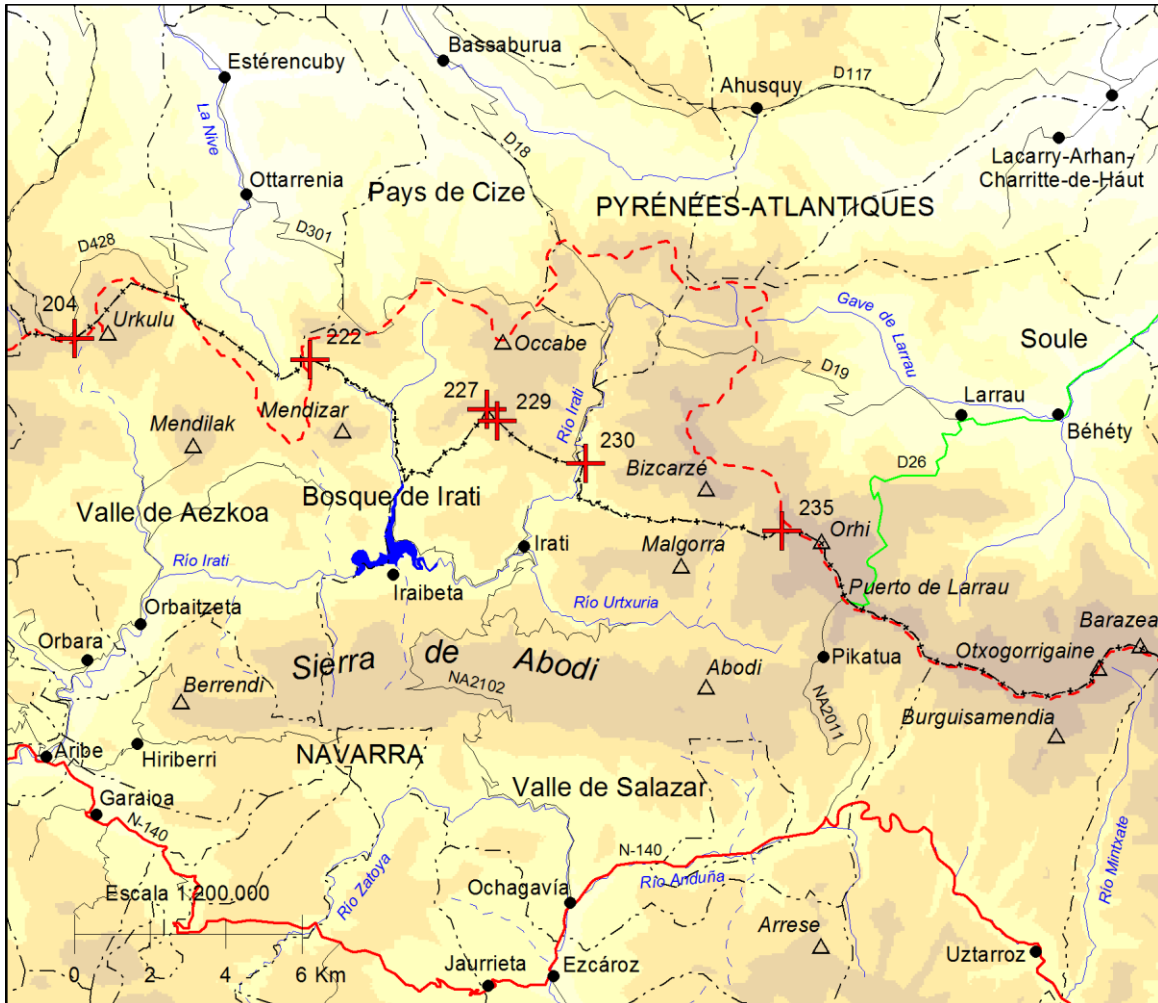 Bassaburua
Estérencuby
D117
Ahusquy
La Nive
D18
Lacarry-Arhan-
Charritte-de-Háut
Ottarrenia
Pays de Cize
PYRÉNÉES-ATLANTIQUES
D428
D301
204
Urkulu
222
Occabe
Gave de Larrau
Soule
D19
227
229
Río Irati
Larrau
Béhéty
Mendilak
Mendizar
230
Bizcarzé
D26
Valle de Aezkoa
Bosque de Irati
235
Orhi
Río Irati
Irati
Malgorra
Iraibeta
Puerto de Larrau
Río Urtxuria
Orbaitzeta
Barazea
Orbara
Sierra de Abodi
Otxogorrigaine
Pikatua
Abodi
Berrendi
NA2102
NA2011
Burguisamendia
Aribe
Hiriberri
NAVARRA
Valle de Salazar
Garaioa
N-140
N-140
Río Mintxate
Río Zatoya
Río Anduña
Ochagavía
Escala 1:200.000
Arrese
Uztarroz
0 2 4 6 Km
Jaurrieta
Ezcároz